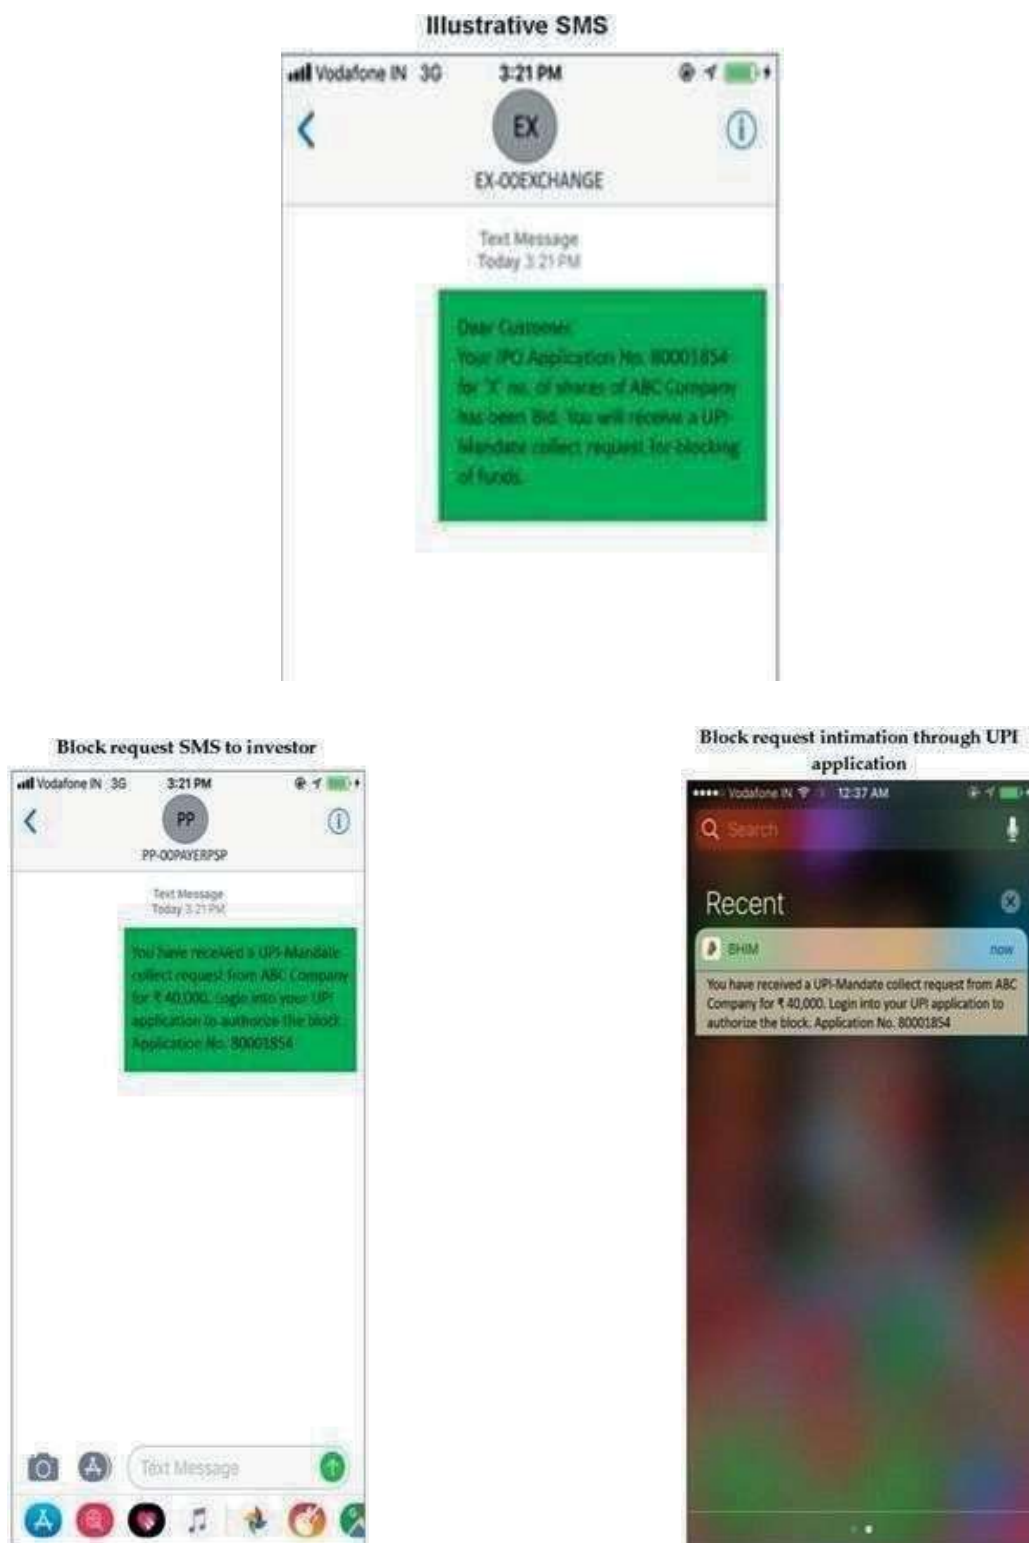 Illustrative SMS
Vodafone IN 3G 3:21 PM
EX
EX-00EXCHANGE
Text Message
Today 3:21 PM
Dear Customer,
Your IPO Application No. 80001854
for 'X' no. of shares of ABC Company
has been Bid. You will receive a UPI-
Mandate collect request for blocking
of funds.
Block request SMS to investor
Vodafone IN 3G 3:21 PM
PP
PP-00PAYERPSP
Text Message
Today 3:21 PM
You have received a UPI-Mandate
collect request from ABC Company
for ₹ 40,000. Login into your UPI
application to authorize the block.
Application No. 80001854
Text Message
Block request intimation through UPI
application
Vodafone IN 12:37 AM
Search
Recent
BHIM now
You have received a UPI-Mandate collect request from ABC
Company for ₹ 40,000. Login into your UPI application to
authorize the block. Application No. 80001854